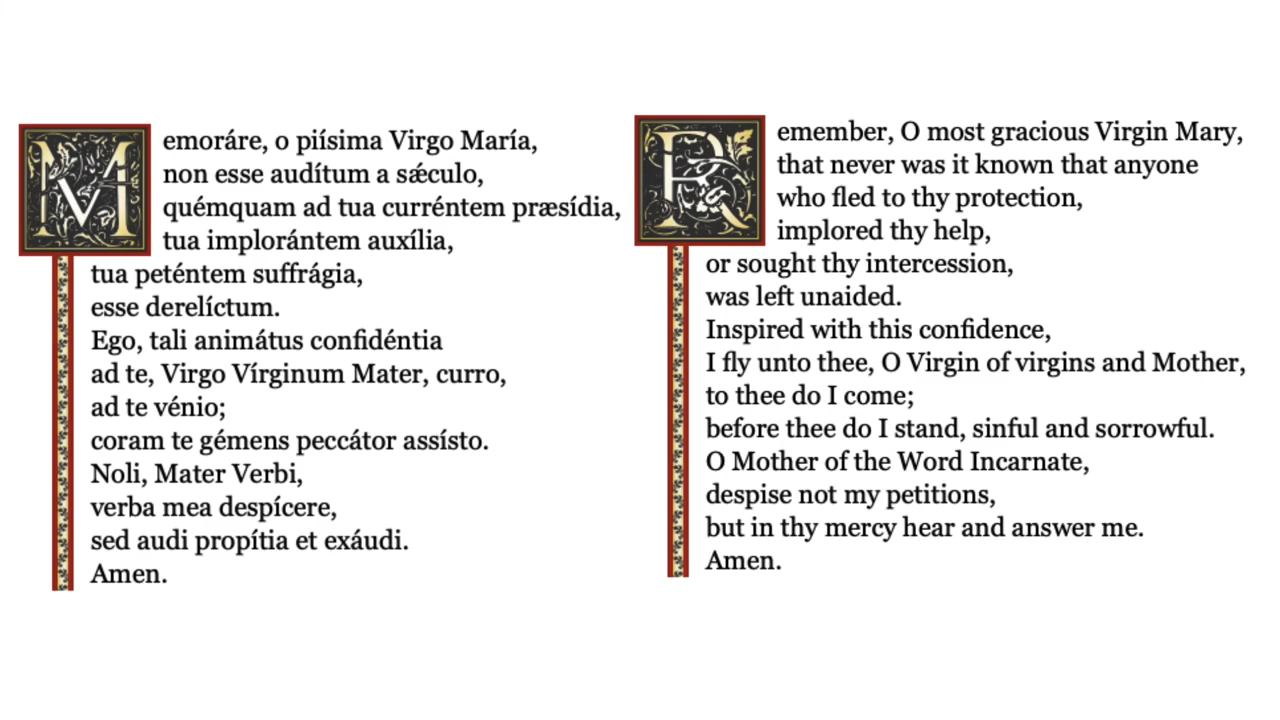 Memoráre, o piísima Virgo María,
non esse audítum a sǽculo,
quémquam ad tua curréntem præsídia,
tua implorántem auxília,
tua peténtem suffrágia,
esse derelíctum.
Ego, tali animátus confidéntia
ad te, Virgo Vírginum Mater, curro,
ad te vénio;
coram te gémens peccátor assísto.
Noli, Mater Verbi,
verba mea despícere,
sed audi propítia et exáudi.
Amen.
Remember, O most gracious Virgin Mary,
that never was it known that anyone
who fled to thy protection,
implored thy help,
or sought thy intercession,
was left unaided.
Inspired with this confidence,
I fly unto thee, O Virgin of virgins and Mother,
to thee do I come;
before thee do I stand, sinful and sorrowful.
O Mother of the Word Incarnate,
despise not my petitions,
but in thy mercy hear and answer me.
Amen.